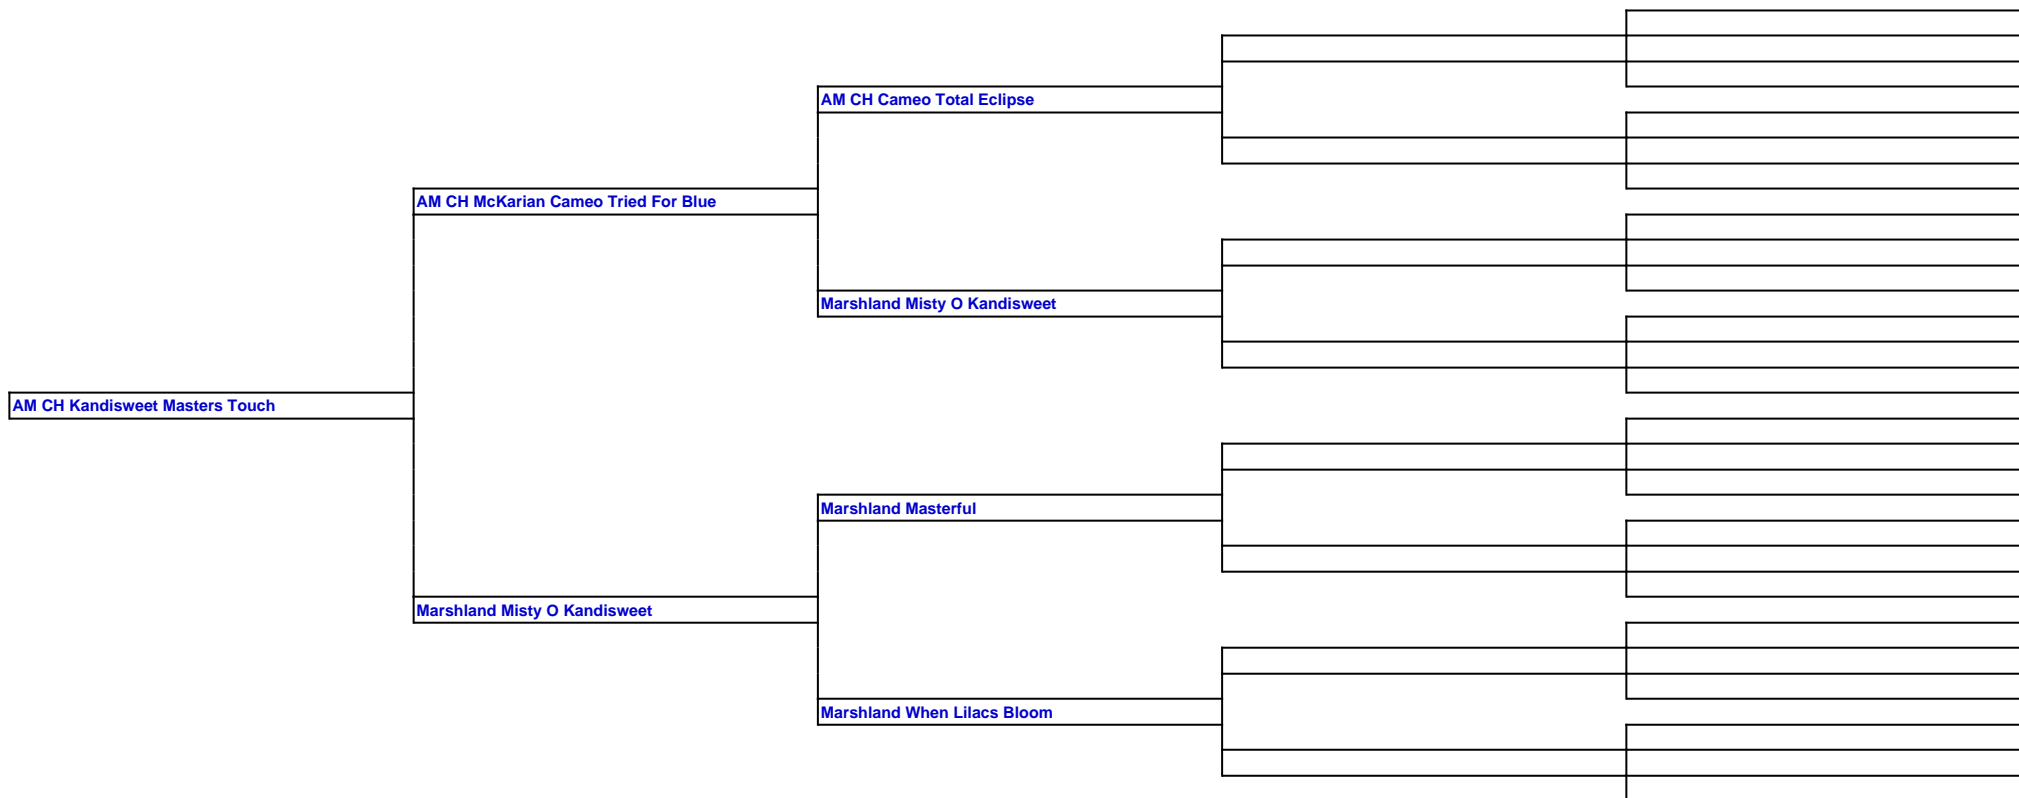 AM CH Cameo Total Eclipse
AM CH McKarian Cameo Tried For Blue
Marshland Misty O Kandisweet
AM CH Kandisweet Masters Touch
Marshland Masterful
Marshland Misty O Kandisweet
Marshland When Lilacs Bloom